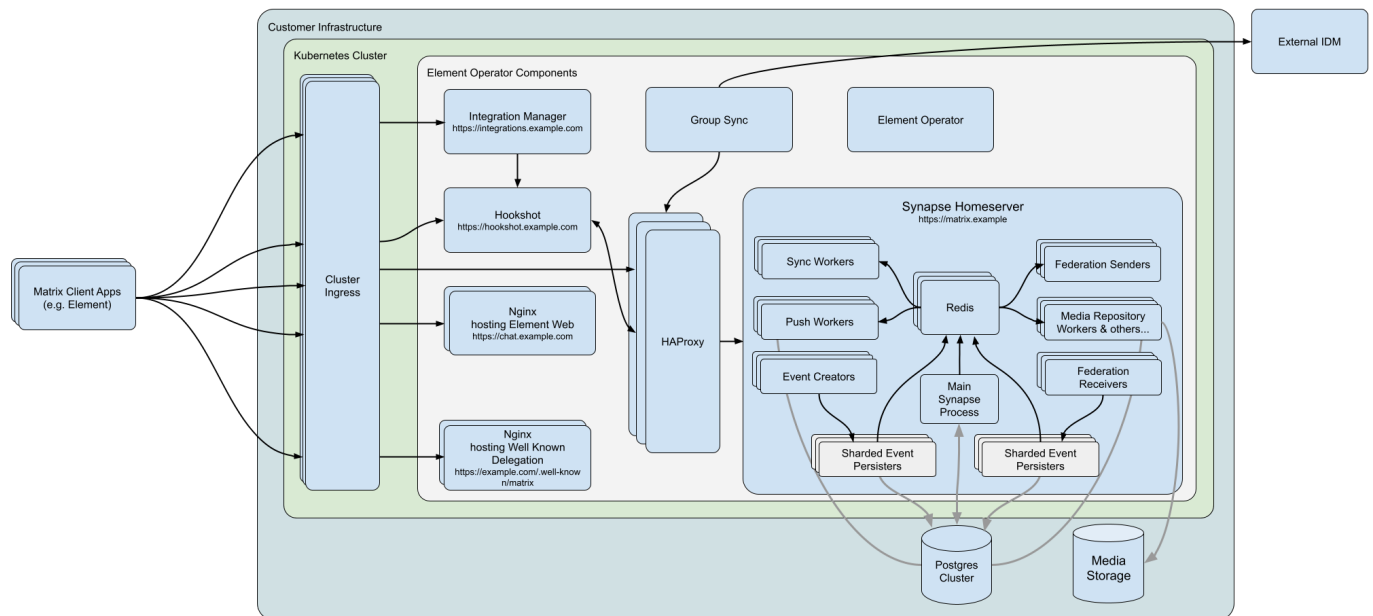 Customer Infrastructure
External IDM
Kubernetes Cluster
Element Operator Components
Integration Manager
https://integrations.example.com
Group Sync
Element Operator
Hookshot
https://hookshot.example.com
Synapse Homeserver
https://matrix.example
Matrix Client Apps
(e.g. Element)
Cluster
Ingress
Nginx
hosting Element Web
https://chat.example.com
HAProxy
Sync Workers
Federation Senders
Redis
Push Workers
Media Repository
Workers & others...
Event Creators
Main
Synapse
Process
Federation
Receivers
Sharded Event
Persisters
Sharded Event
Persisters
Nginx
hosting Well Known
Delegation
https://example.com/.well-know
n/matrix
Postgres
Cluster
Media
Storage